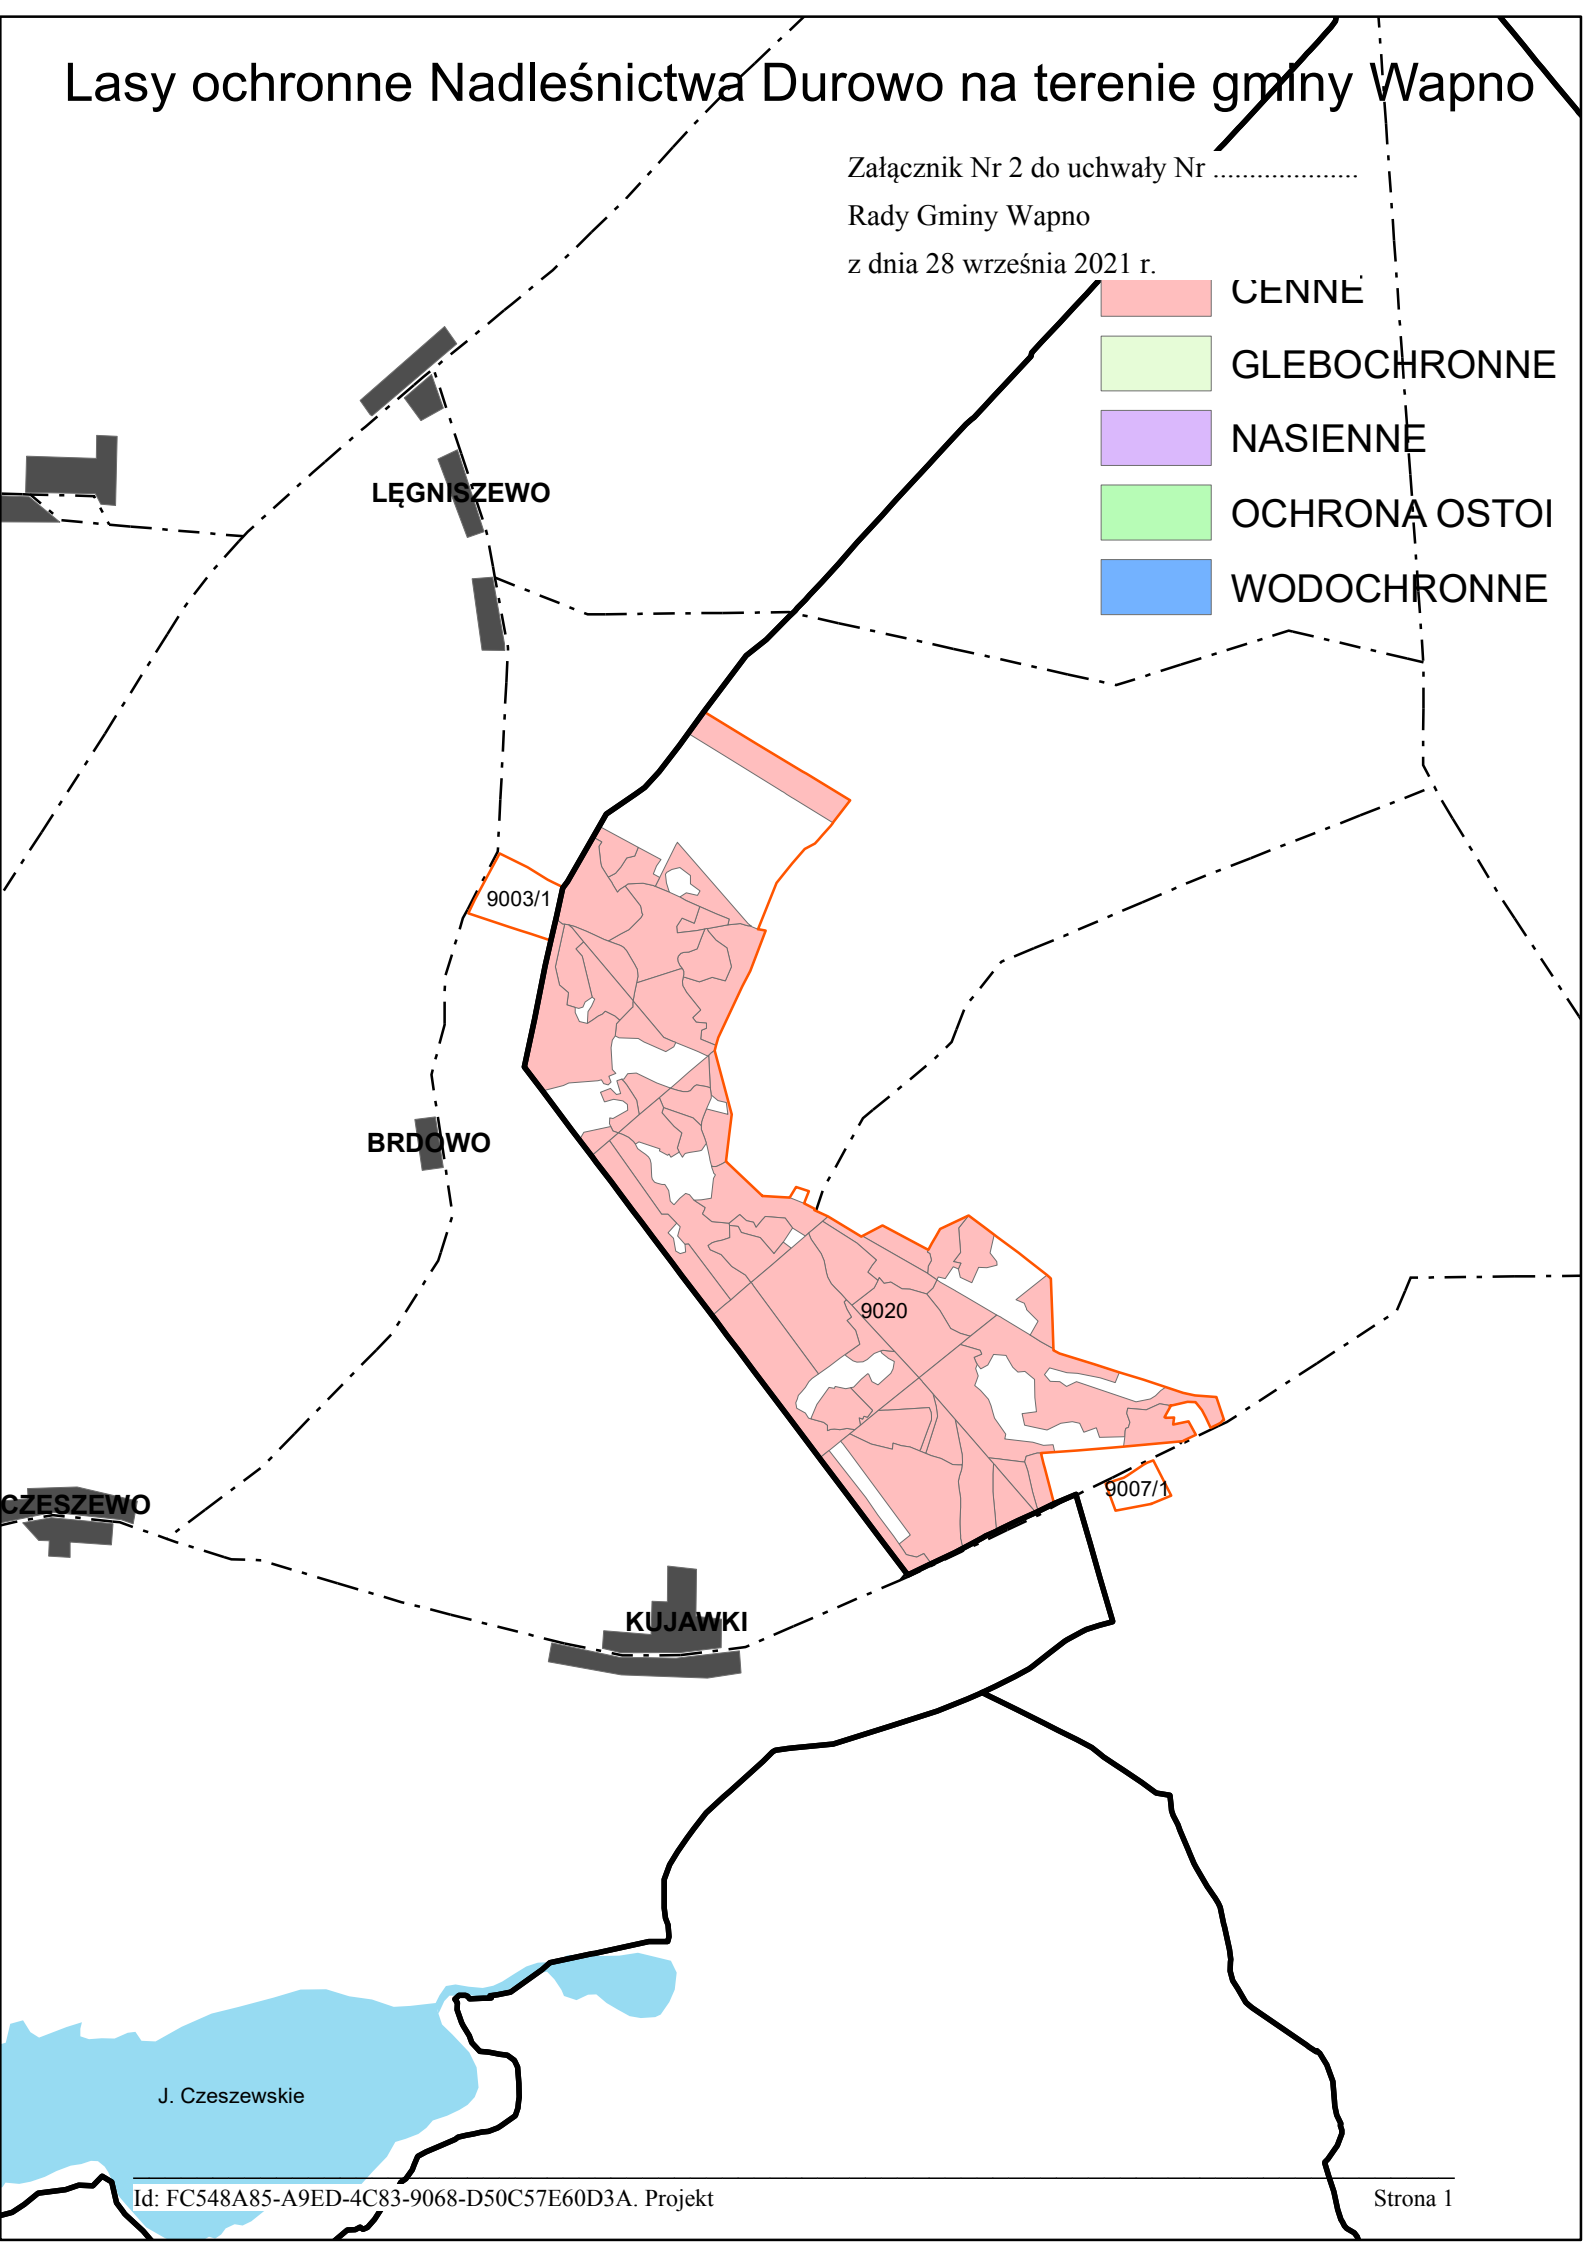 Lasy ochronne Nadleśnictwa Durowo na terenie gminy Wapno
Załącznik Nr 2 do uchwały Nr ....................
Rady Gminy Wapno
z dnia 28 września 2021 r.
CENNE
GLEBOCHRONNE
NASIENNE
OCHRONA OSTOI
WODOCHRONNE
LĘGNISZEWO
9003/1
BRDOWO
9020
9007/1
CZESZEWO
KUJAWKI
J. Czeszewskie
Id: FC548A85-A9ED-4C83-9068-D50C57E60D3A. Projekt
Strona 1